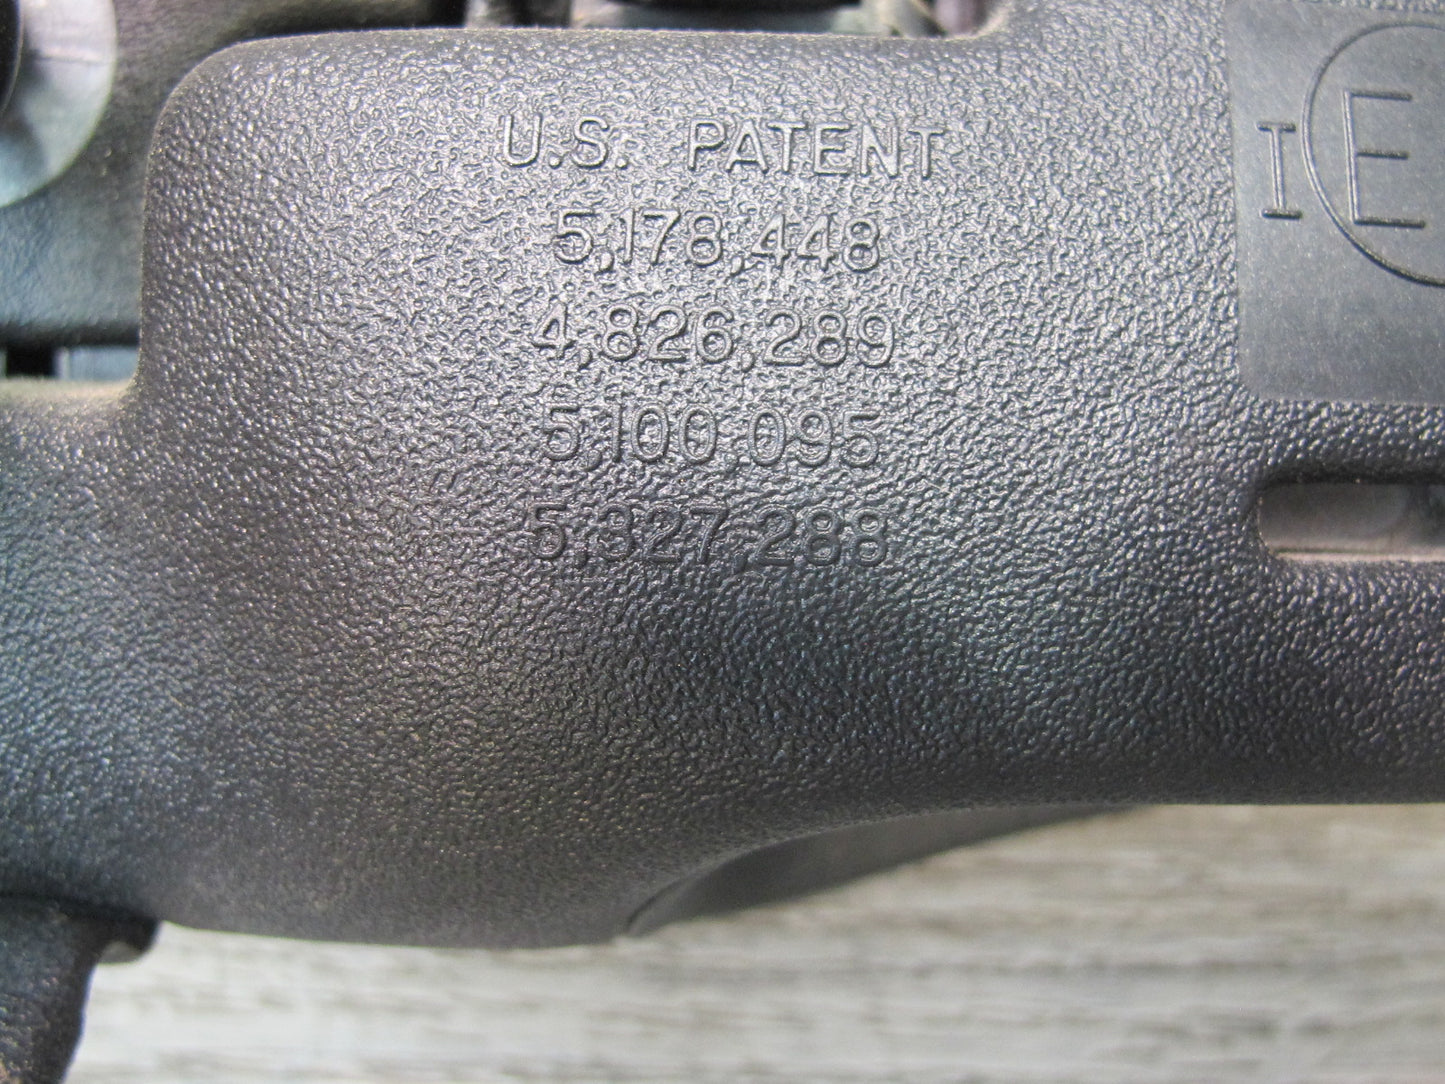 U.S. PATENT
5,178,448
4,826,289
5,100,095
5,327,288
I E